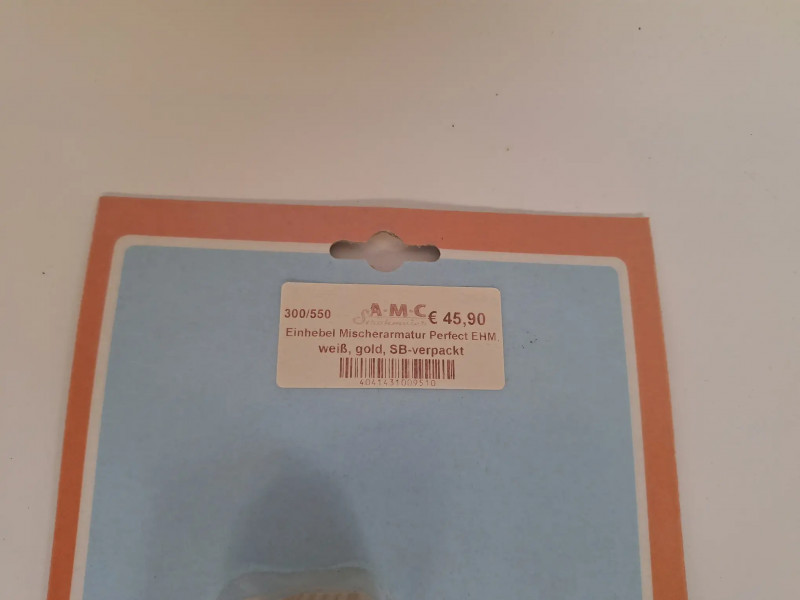 300/550 A·M·C € 45,90
Einhebel Mischerarmatur Perfect EHM,
weiß, gold, SB-verpackt
4041431009510